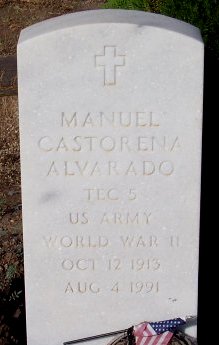 MANUEL
CASTORENA
ALVARADO
TEC 5
US ARMY
WORLD WAR II
OCT 12 1913
AUG 4 1991